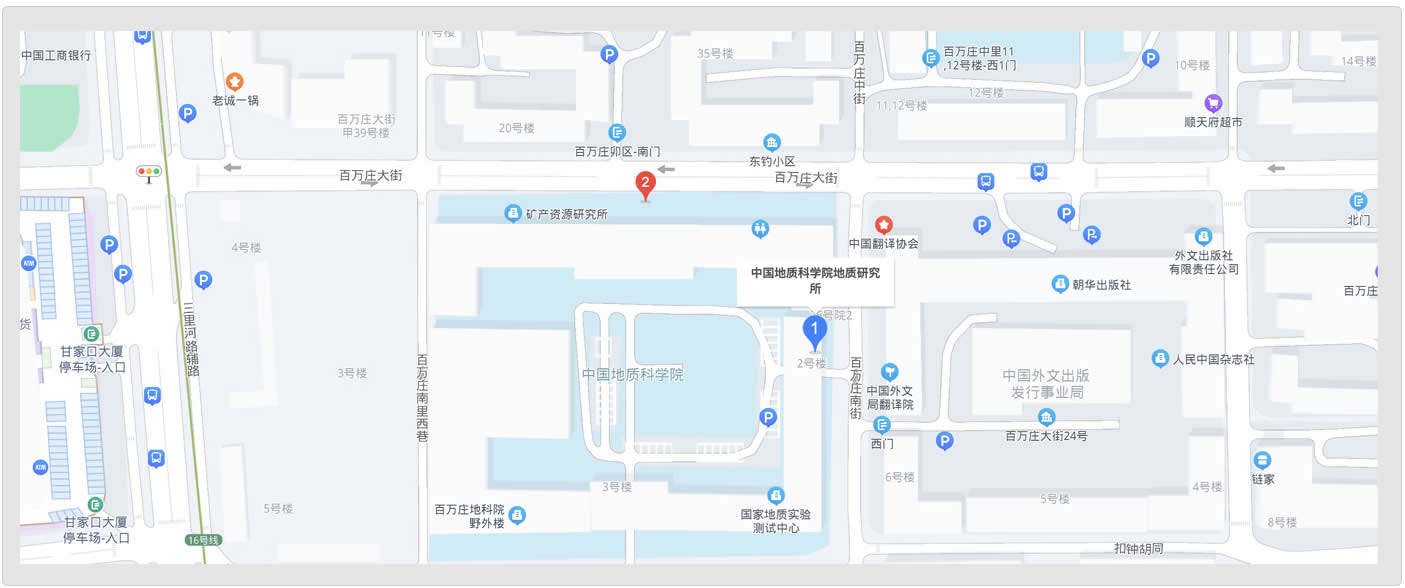 中国工商银行
老诚一锅
百万庄大街
甲39号楼
20号楼
百万庄卯区-南门
35号楼
东钓小区
百万庄中街
百万庄中里11
,12号楼-西1门
11,12号楼
12号楼
10号楼
14号楼
顺天府超市
百万庄大街
百万庄大街
2
矿产资源研究所
中国翻译协会
北门
外文出版社
有限责任公司
4号楼
中国地质科学院地质研究
所
朝华出版社
百万庄
货
三里河路辅路
1
2号楼
甘家口大厦
停车场-入口
3号楼
百万庄南里西巷
中国地质科学院
百万庄南街
中国外文
局翻译院
中国外文出版
发行事业局
人民中国杂志社
西门
百万庄大街24号
链家
6号楼
5号楼
4号楼
8号楼
3号楼
5号楼
百万庄地科院
野外楼
国家地质实验
测试中心
甘家口大厦
停车场-入口
16号线
扣钟胡同